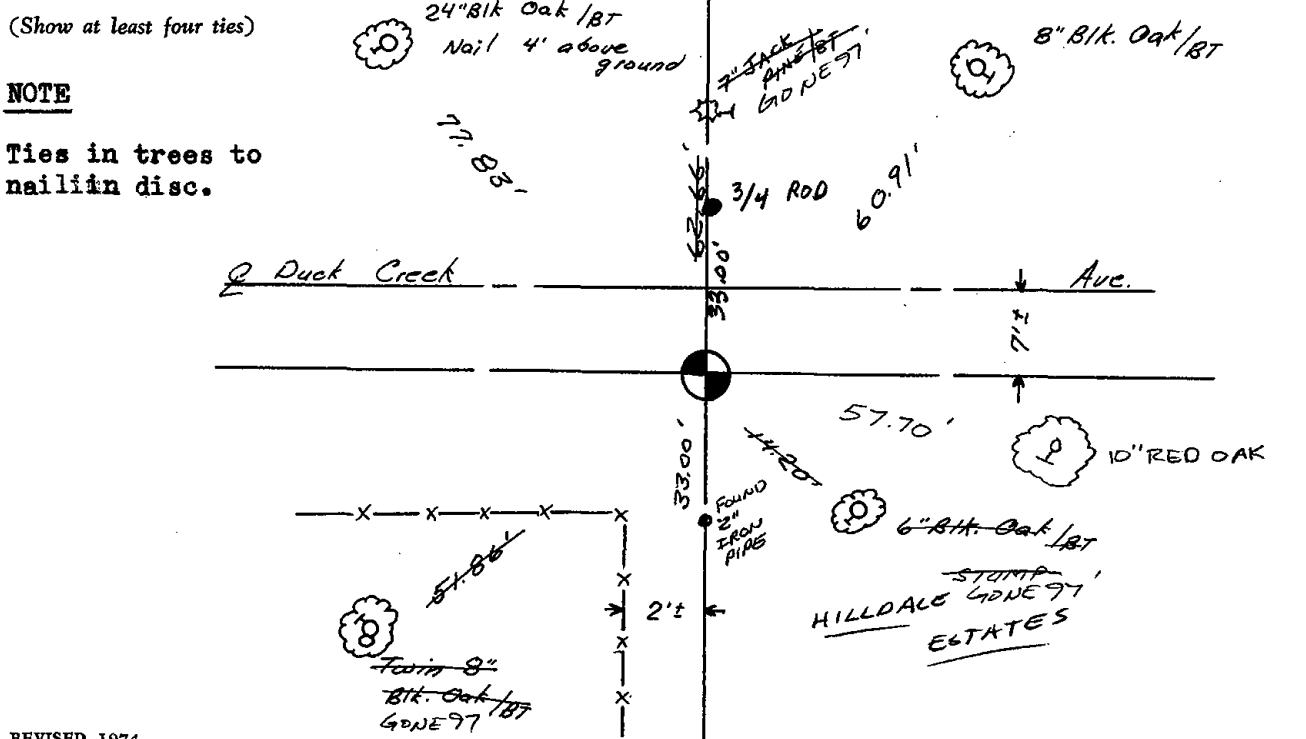 (Show at least four ties)
24" Blk Oak /BT
Nail 4' above
ground
7" JACK
PINE/BT
GONE 97'
8" Blk. Oak/BT
NOTE
Ties in trees to
nailiin disc.
77.83'
62.66'
3/4 ROD
60.91'
℄ Duck Creek Ave.
33.00'
7'±
57.70'
14.20'
10" RED OAK
33.00'
FOUND
2"
IRON
PIPE
6" Blk. Oak /BT
STUMP
GONE 97'
51.86'
2'±
HILLDALE
ESTATES
Twin 8"
Blk. Oak/BT
GONE 97
REVISED 1974